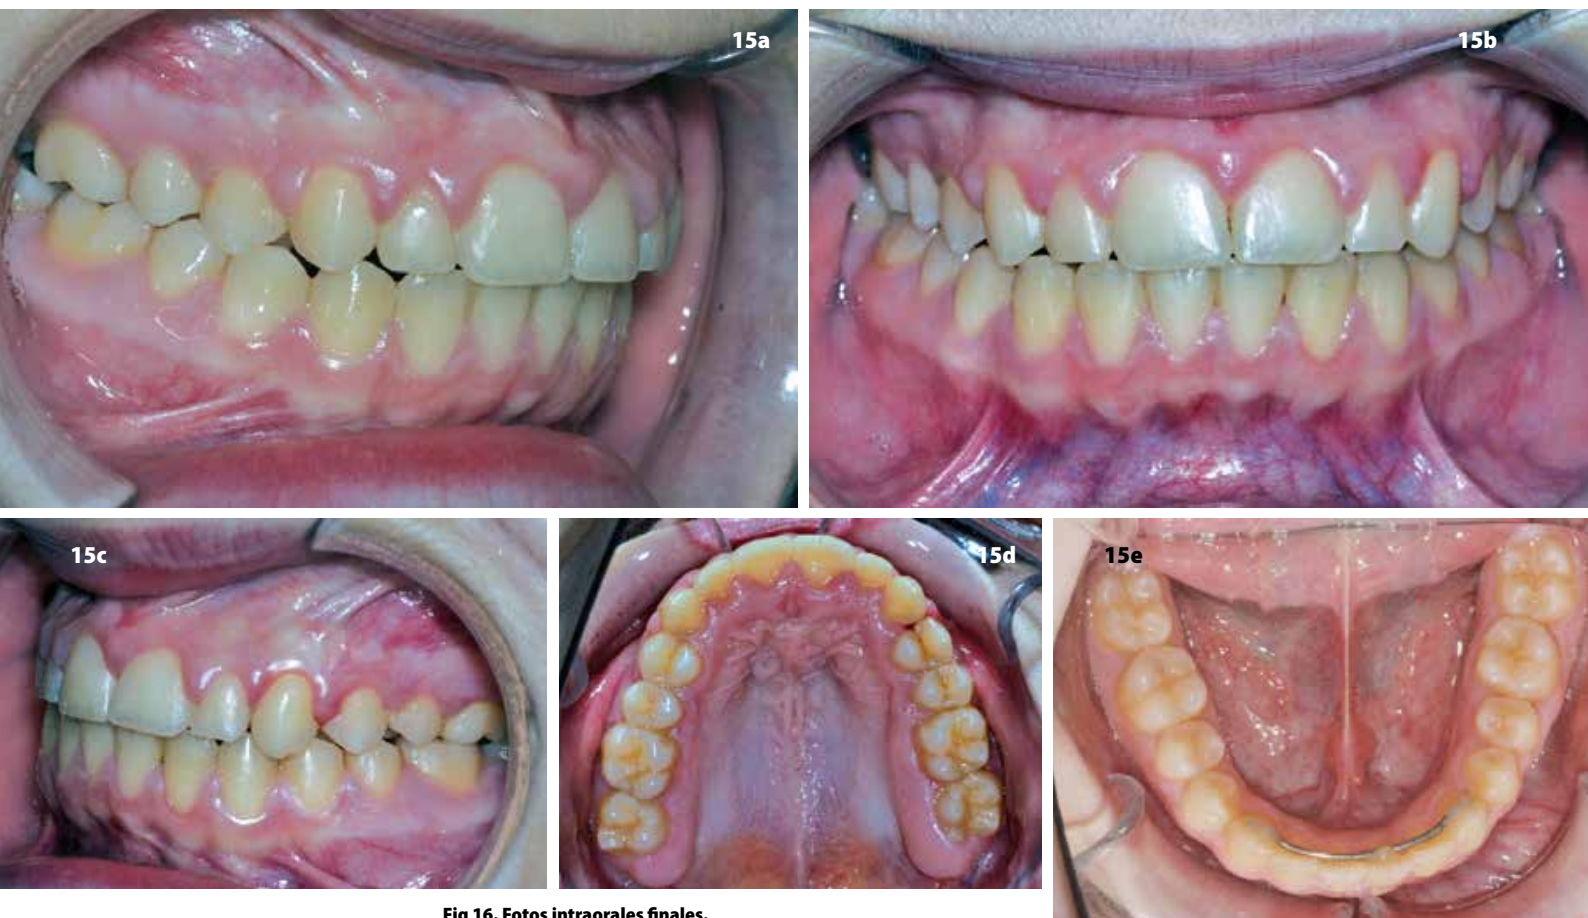 15a
15b
15c
15d
15e
Fig 16. Fotos intraorales finales.